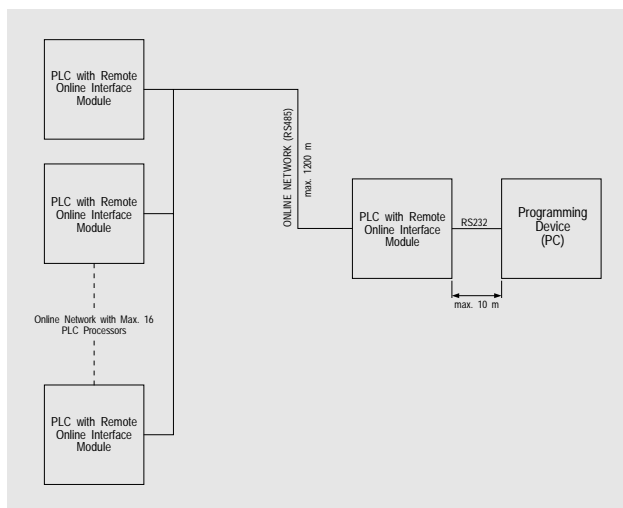 PLC with Remote
Online Interface
Module
PLC with Remote
Online Interface
Module
Online Network with Max. 16
PLC Processors
PLC with Remote
Online Interface
Module
ONLINE NETWORK (RS485)
max. 1200 m
PLC with Remote
Online Interface
Module
RS232
max. 10 m
Programming
Device
(PC)